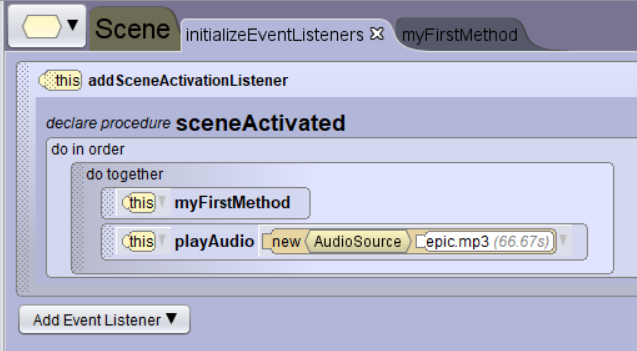 Scene initializeEventListeners myFirstMethod
this addSceneActivationListener
declare procedure sceneActivated
do in order
do together
this myFirstMethod
this playAudio new AudioSource epic.mp3 (66.67s)
Add Event Listener